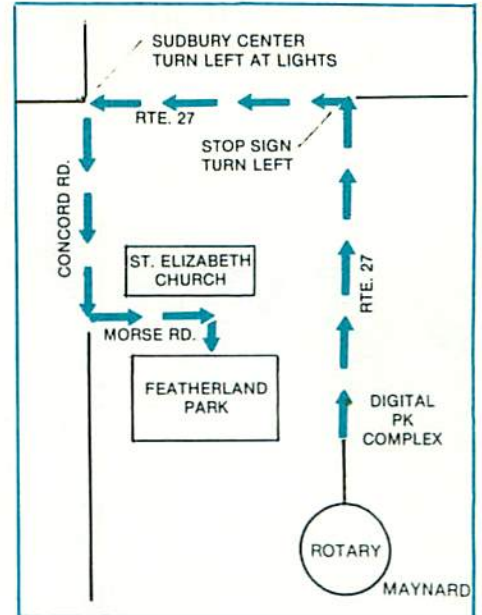 SUDBURY CENTER
TURN LEFT AT LIGHTS
RTE. 27
STOP SIGN
TURN LEFT
CONCORD RD.
ST. ELIZABETH
CHURCH
RTE. 27
MORSE RD.
FEATHERLAND
PARK
DIGITAL
PK
COMPLEX
ROTARY
MAYNARD